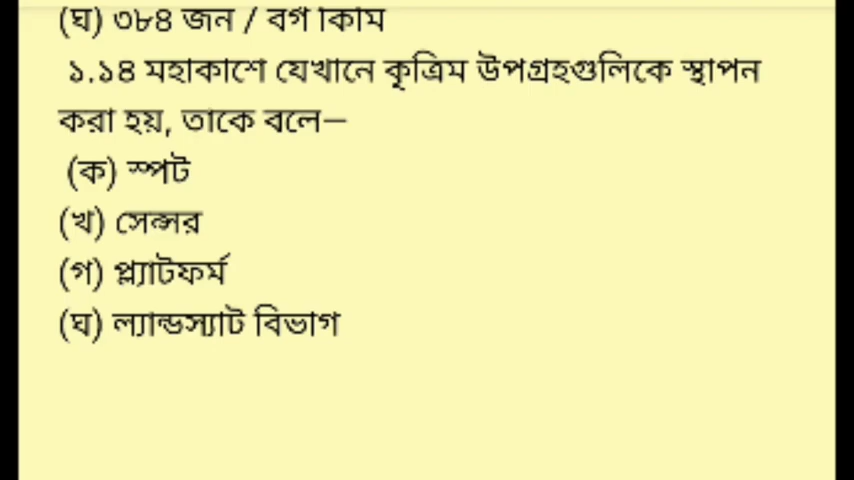 (ঘ) ৩৮৪ জন / বর্গ কিমি
১.১৪ মহাকাশে যেখানে কৃত্রিম উপগ্রহগুলিকে স্থাপন
করা হয়, তাকে বলে—
(ক) স্পট
(খ) সেন্সর
(গ) প্ল্যাটফর্ম
(ঘ) ল্যান্ডস্যাট বিভাগ